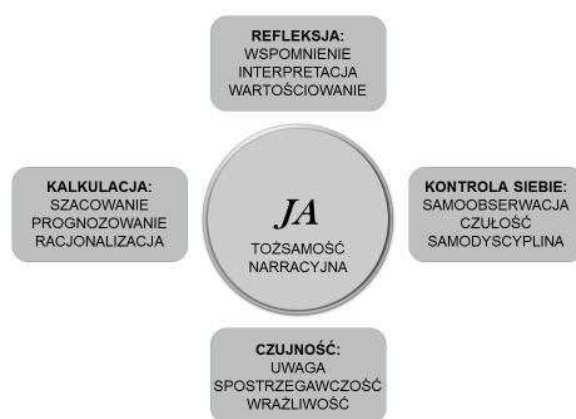 REFLEKSJA:
WSPOMNIENIE
INTERPRETACJA
WARTOŚCIOWANIE
KALKULACJA:
SZACOWANIE
PROGNOZOWANIE
RACJONALIZACJA
JA
TOŻSAMOŚĆ
NARRACYJNA
KONTROLA SIEBIE:
SAMOOBSERWACJA
CZUŁOŚĆ
SAMODYSCYPLINA
CZUJNOŚĆ:
UWAGA
SPOSTRZEGAWCZOŚĆ
WRAŻLIWOŚĆ